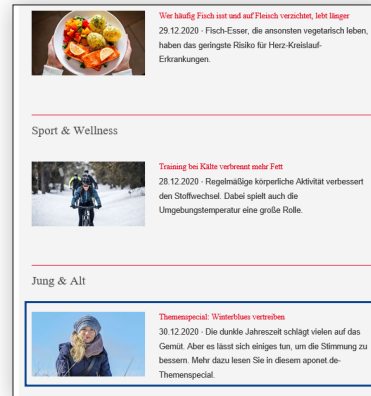 Wer häufig Fisch isst und auf Fleisch verzichtet, lebt länger
29.12.2020 - Fisch-Esser, die ansonsten vegetarisch leben,
haben das geringste Risiko für Herz-Kreislauf-
Erkrankungen.
Sport & Wellness
Training bei Kälte verbrennt mehr Fett
28.12.2020 - Regelmäßige körperliche Aktivität verbessert
den Stoffwechsel. Dabei spielt auch die
Umgebungstemperatur eine große Rolle.
Jung & Alt
Themenspecial: Winterblues vertreiben
30.12.2020 - Die dunkle Jahreszeit schlägt vielen auf das
Gemüt. Aber es lässt sich einiges tun, um die Stimmung zu
bessern. Mehr dazu lesen Sie in diesem aponet.de-
Themenspecial.